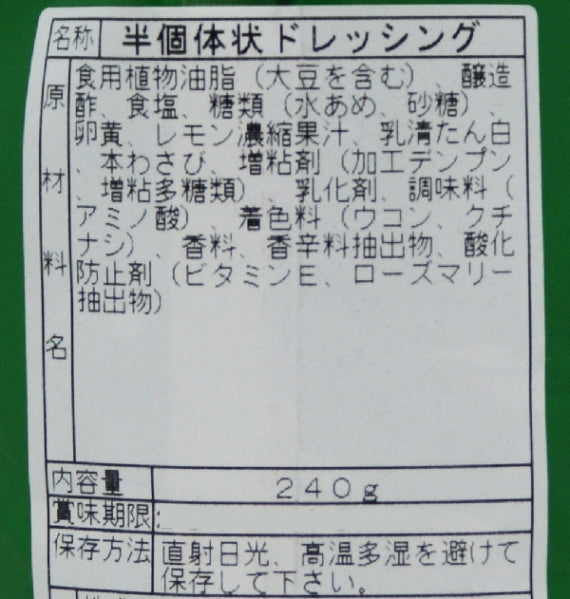 名称 半個体状ドレッシング
原材料名
食用植物油脂（大豆を含む）、醸造
酢、食塩、糖類（水あめ、砂糖）、
卵黄、レモン濃縮果汁、乳清たん白
、本わさび、増粘剤（加工デンプン
、増粘多糖類）、乳化剤、調味料（
アミノ酸）、着色料（ウコン、クチ
ナシ）、香料、香辛料抽出物、酸化
防止剤（ビタミンE、ローズマリー
抽出物）
内容量 240g
賞味期限
保存方法 直射日光、高温多湿を避けて
保存して下さい。